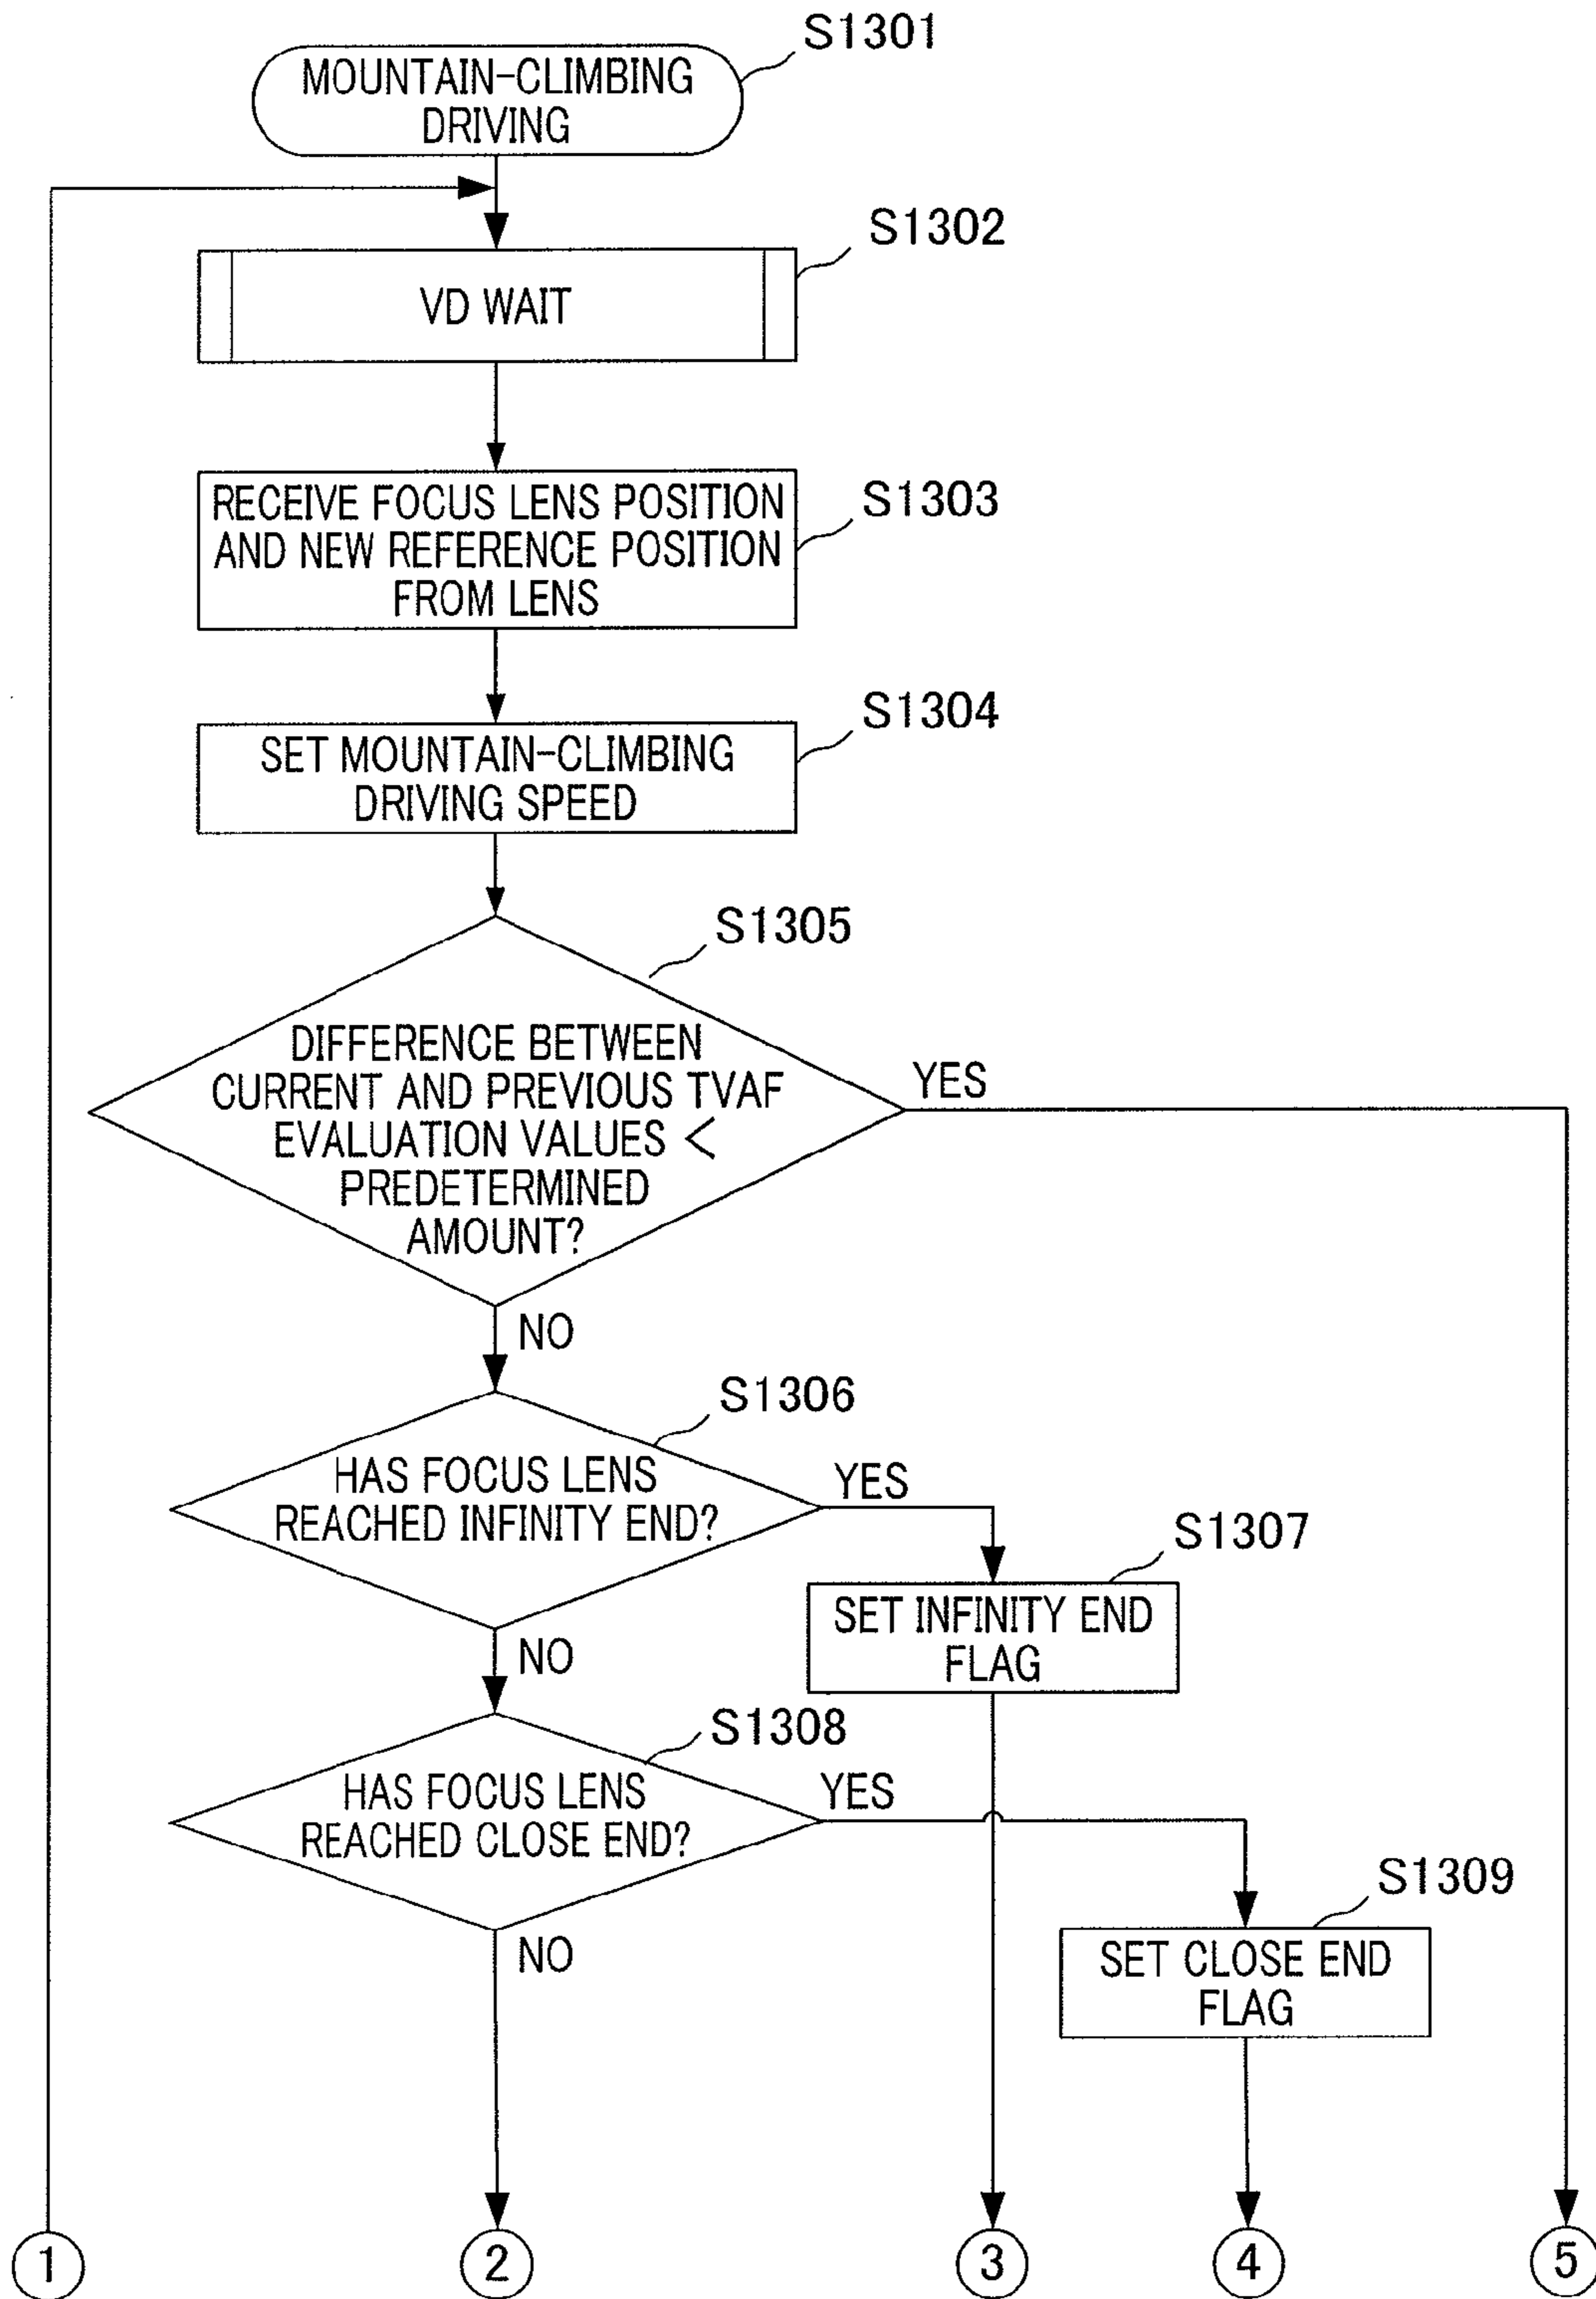 S1301
MOUNTAIN-CLIMBING
DRIVING
S1302
VD WAIT
S1303
RECEIVE FOCUS LENS POSITION
AND NEW REFERENCE POSITION
FROM LENS
S1304
SET MOUNTAIN-CLIMBING
DRIVING SPEED
S1305
DIFFERENCE BETWEEN
CURRENT AND PREVIOUS TVAF
EVALUATION VALUES <
PREDETERMINED
AMOUNT?
YES
NO
S1306
HAS FOCUS LENS
REACHED INFINITY END?
YES
S1307
SET INFINITY END
FLAG
NO
S1308
HAS FOCUS LENS
REACHED CLOSE END?
YES
S1309
SET CLOSE END
FLAG
NO
1
2
3
4
5